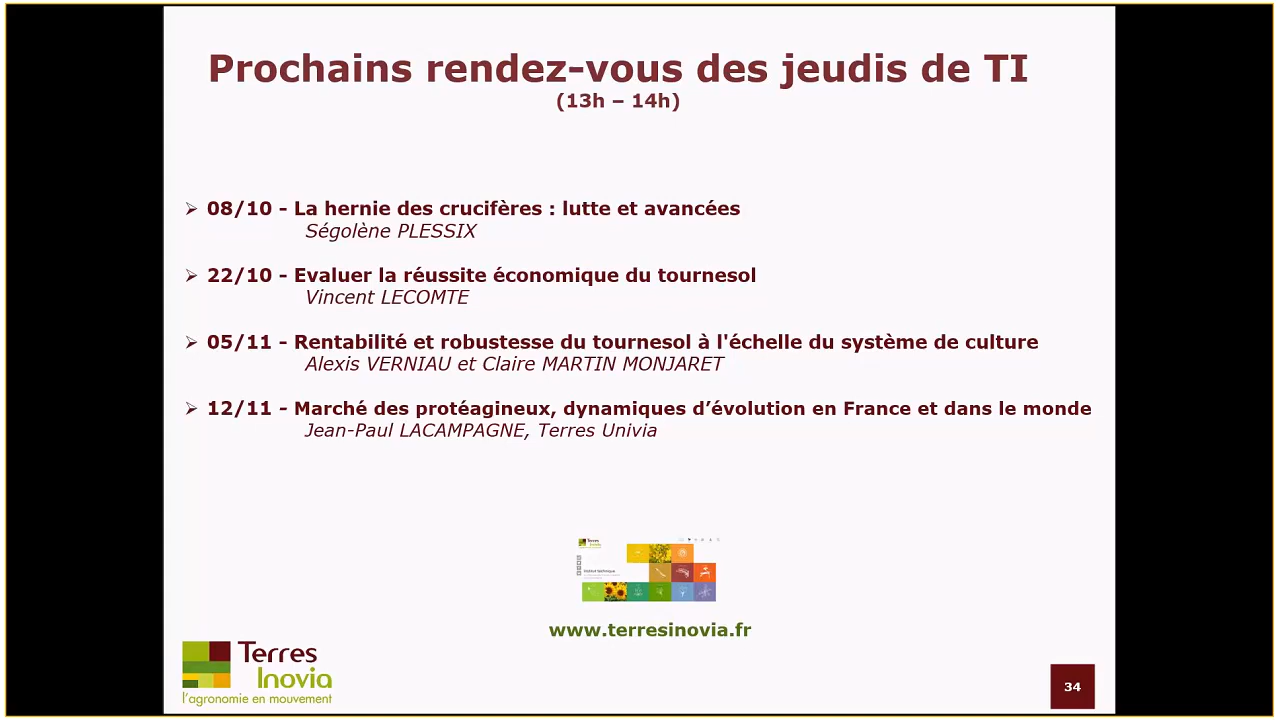 Prochains rendez-vous des jeudis de TI
(13h – 14h)
08/10 - La hernie des crucifères : lutte et avancées
Ségolène PLESSIX
22/10 - Evaluer la réussite économique du tournesol
Vincent LECOMTE
05/11 - Rentabilité et robustesse du tournesol à l'échelle du système de culture
Alexis VERNIAU et Claire MARTIN MONJARET
12/11 - Marché des protéagineux, dynamiques d’évolution en France et dans le monde
Jean-Paul LACAMPAGNE, Terres Univia
Terres
Inovia
www.terresinovia.fr
Terres
Inovia
l'agronomie en mouvement
34